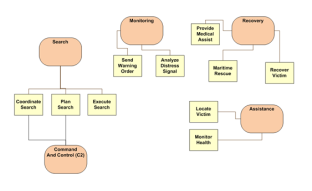 Monitoring
Recovery
Provide
Medical
Assist
Search
Send
Warning
Order
Analyze
Distress
Signal
Maritime
Rescue
Recover
Victim
Coordinate
Search
Plan
Search
Execute
Search
Locate
Victim
Assistance
Monitor
Health
Command
And Control (C2)